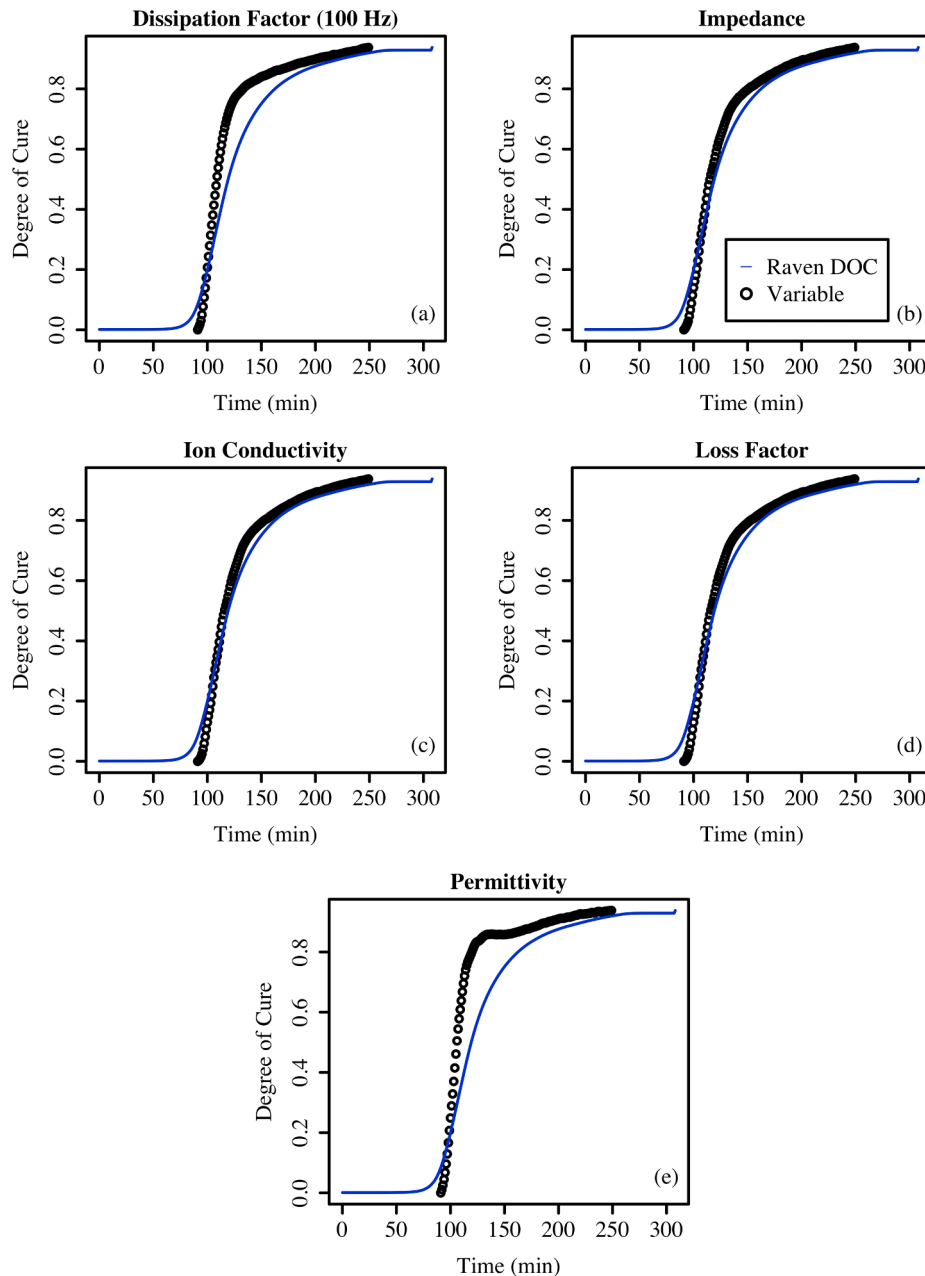 Dissipation Factor (100 Hz)
Degree of Cure
0.0 0.2 0.4 0.6 0.8
(a)
0 50 100 150 200 250 300
Time (min)
Impedance
Degree of Cure
0.0 0.2 0.4 0.6 0.8
Raven DOC
Variable
(b)
0 50 100 150 200 250 300
Time (min)
Ion Conductivity
Degree of Cure
0.0 0.2 0.4 0.6 0.8
(c)
0 50 100 150 200 250 300
Time (min)
Loss Factor
Degree of Cure
0.0 0.2 0.4 0.6 0.8
(d)
0 50 100 150 200 250 300
Time (min)
Permittivity
Degree of Cure
0.0 0.2 0.4 0.6 0.8
(e)
0 50 100 150 200 250 300
Time (min)